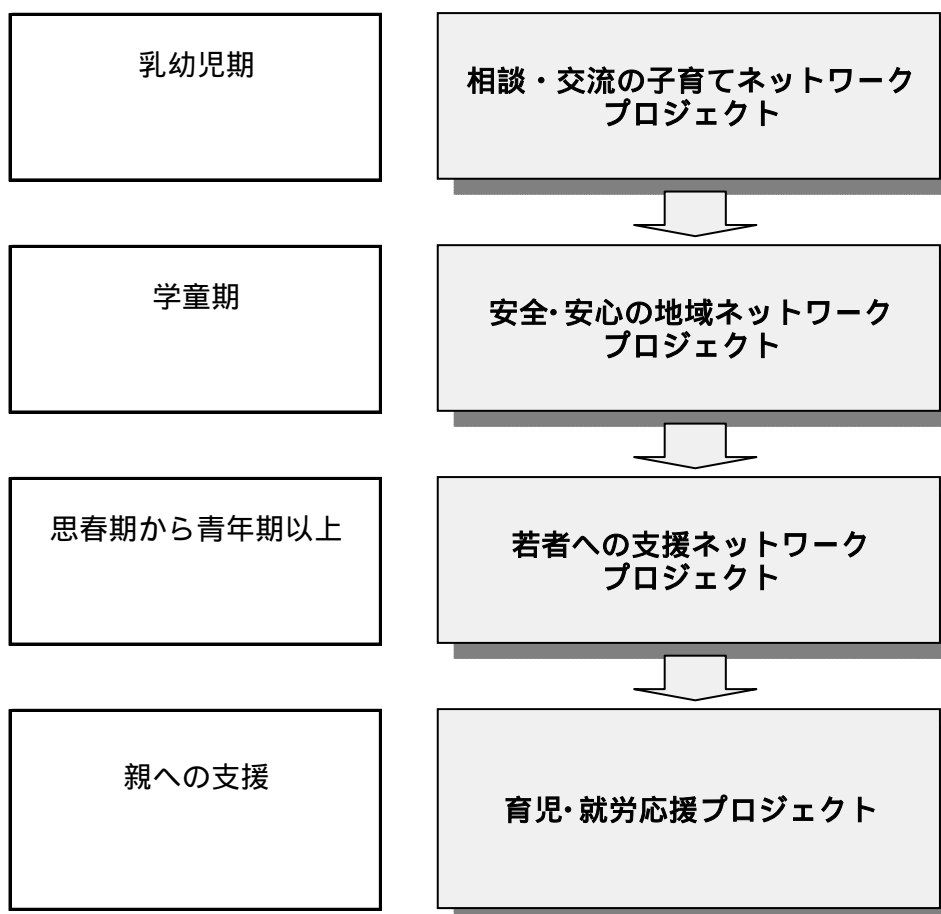 乳幼児期
相談・交流の子育てネットワーク
プロジェクト
学童期
安全・安心の地域ネットワーク
プロジェクト
思春期から青年期以上
若者への支援ネットワーク
プロジェクト
親への支援
育児・就労応援プロジェクト